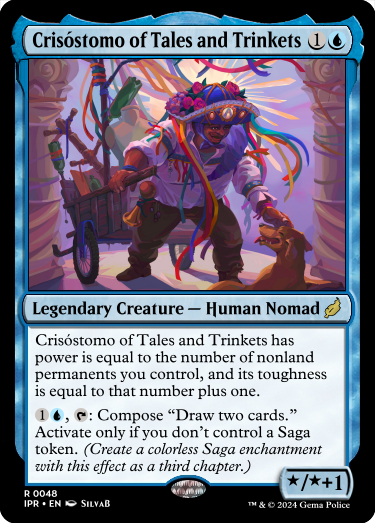 Crisóstomo of Tales and Trinkets 1
Legendary Creature — Human Nomad
Crisóstomo of Tales and Trinkets has
power is equal to the number of nonland
permanents you control, and its toughness
is equal to that number plus one.
1, : Compose “Draw two cards.”
Activate only if you don’t control a Saga
token. (Create a colorless Saga enchantment
with this effect as a third chapter.)
★/★+1
R 0048
IPR • EN SilvaB
™ & © 2024 Gema Police